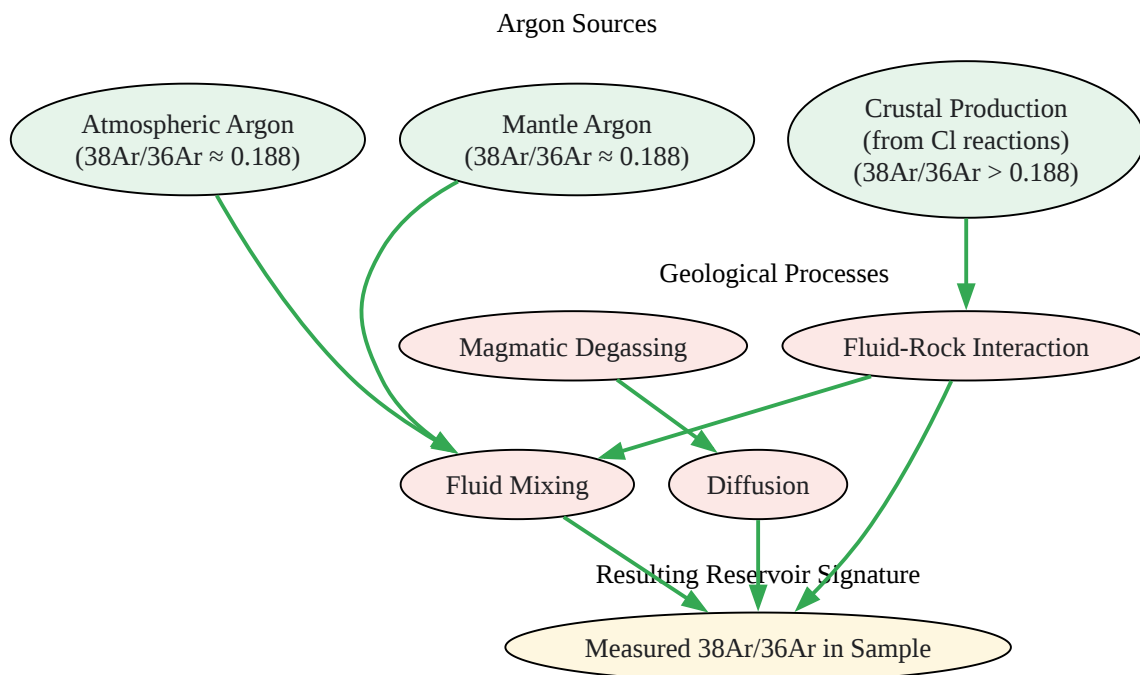 Argon Sources
Atmospheric Argon
(38Ar/36Ar ≈ 0.188)
Mantle Argon
(38Ar/36Ar ≈ 0.188)
Crustal Production
(from Cl reactions)
(38Ar/36Ar > 0.188)
Geological Processes
Magmatic Degassing
Fluid-Rock Interaction
Fluid Mixing
Diffusion
Resulting Reservoir Signature
Measured 38Ar/36Ar in Sample